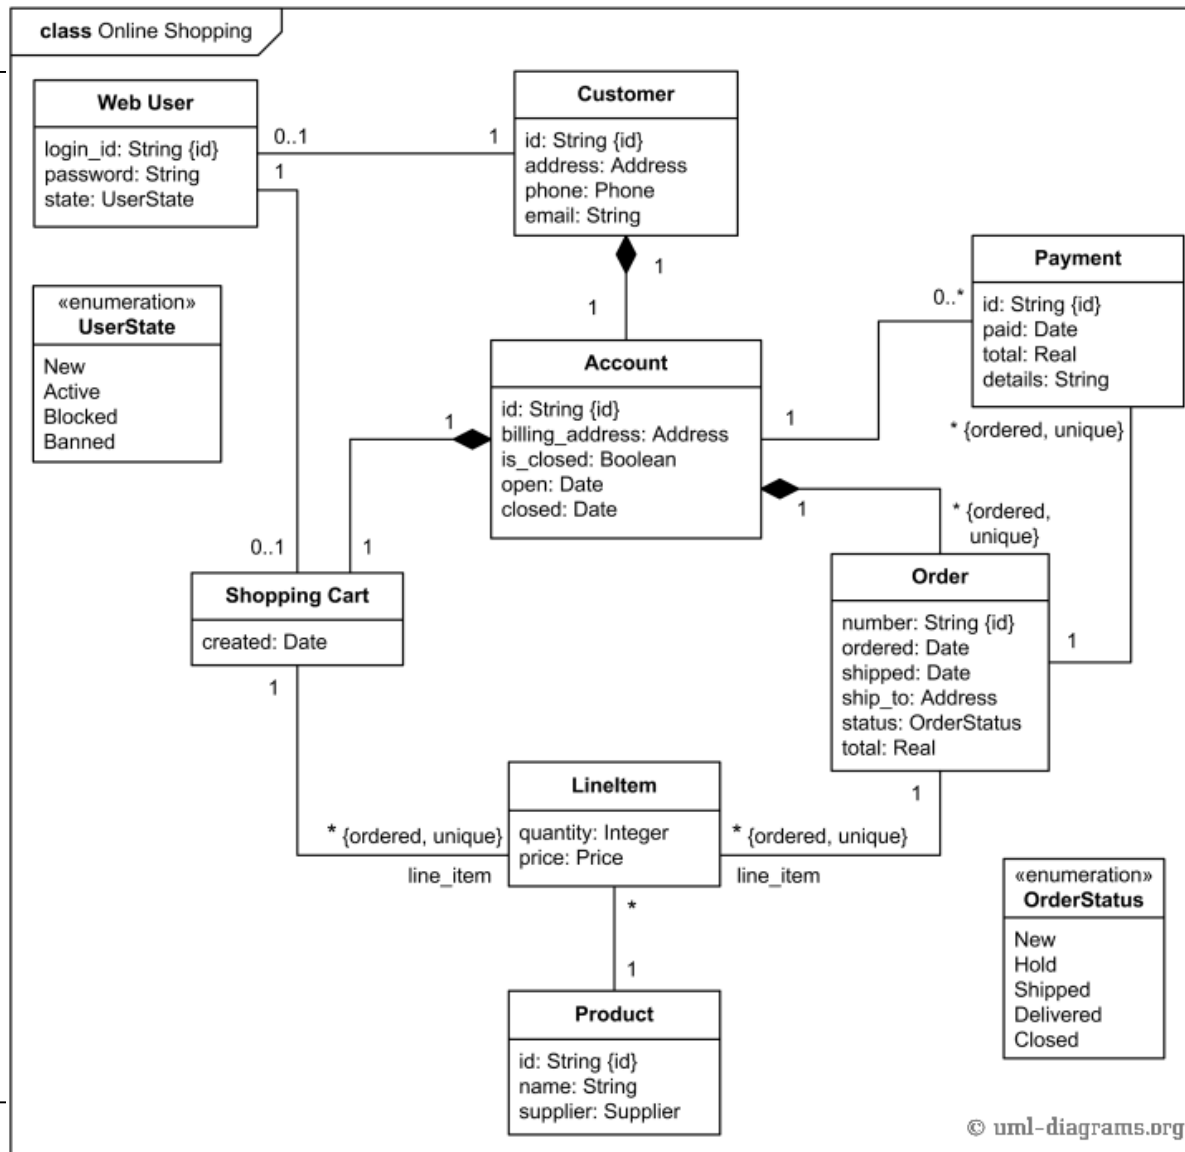 class Online Shopping
Web User
login_id: String {id}
password: String
state: UserState
0..1
1
1
Customer
id: String {id}
address: Address
phone: Phone
email: String
1
1
«enumeration»
UserState
New
Active
Blocked
Banned
Account
id: String {id}
billing_address: Address
is_closed: Boolean
open: Date
closed: Date
Payment
id: String {id}
paid: Date
total: Real
details: String
0..*
1
* {ordered, unique}
1
1
0..1
1
* {ordered,
unique}
Shopping Cart
created: Date
1
Order
number: String {id}
ordered: Date
shipped: Date
ship_to: Address
status: OrderStatus
total: Real
1
1
LineItem
quantity: Integer
price: Price
* {ordered, unique}
line_item
* {ordered, unique}
line_item
*
1
Product
id: String {id}
name: String
supplier: Supplier
«enumeration»
OrderStatus
New
Hold
Shipped
Delivered
Closed
© uml-diagrams.org